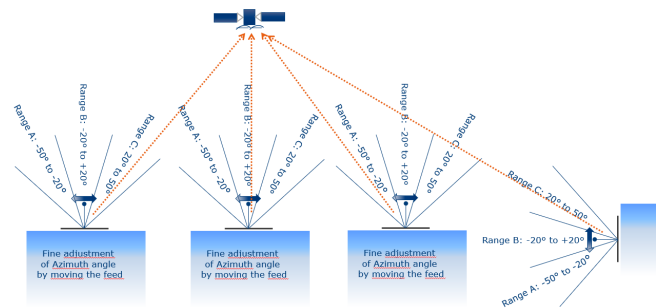 Range A: -50° to -20°
Range B: -20° to +20°
Range C: 20° to 50°
Fine adjustment
of Azimuth angle
by moving the feed
Range A: -50° to -20°
Range B: -20° to +20°
Range C: 20° to 50°
Fine adjustment
of Azimuth angle
by moving the feed
Range A: -50° to -20°
Range B: -20° to +20°
Range C: 20° to 50°
Fine adjustment
of Azimuth angle
by moving the feed
Range C: 20° to 50°
Range B: -20° to +20°
Range A: -50° to -20°